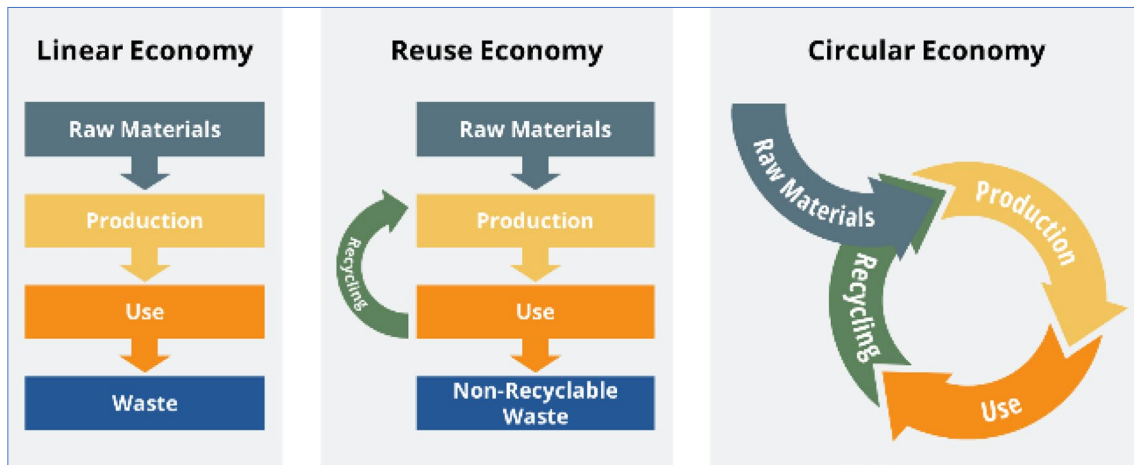 Linear Economy
Raw Materials
Production
Use
Waste
Reuse Economy
Raw Materials
Production
Recycling
Use
Non-Recyclable
Waste
Circular Economy
Raw Materials
Production
Use
Recycling